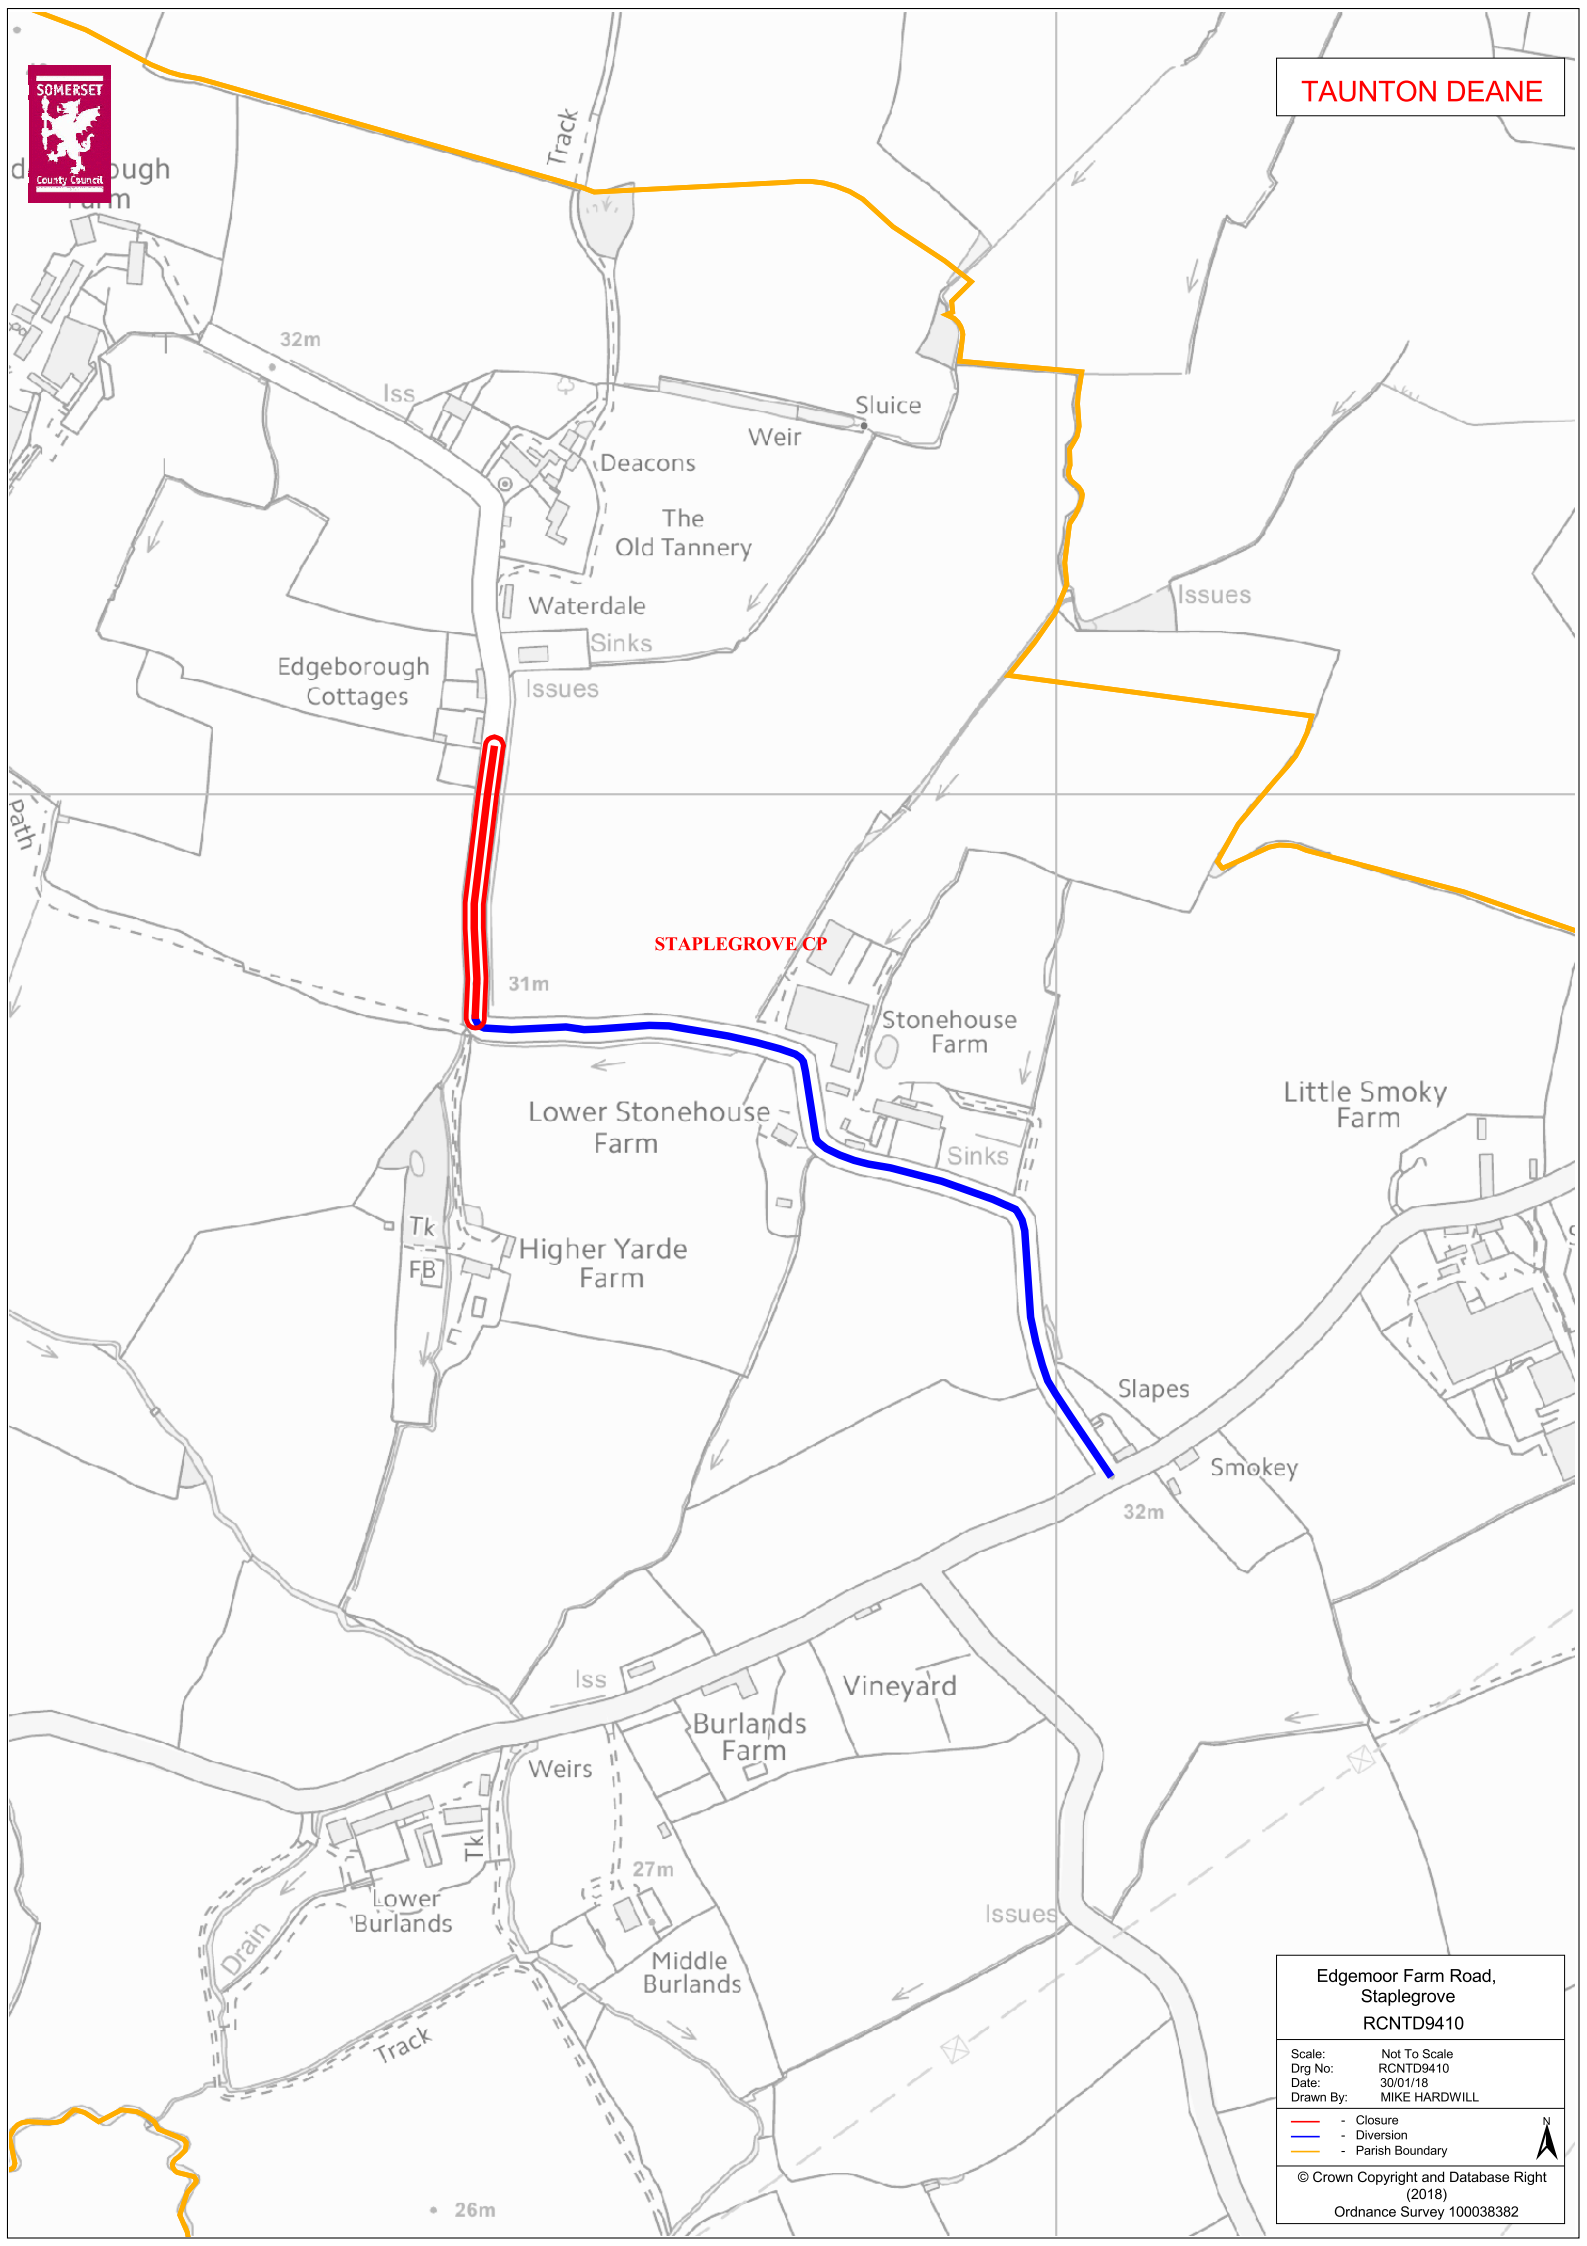 TAUNTON DEANE
SOMERSET
County Council
ough
Track
32m
Iss
Sluice
Weir
Deacons
The
Old Tannery
Issues
Waterdale
Sinks
Edgeborough
Cottages
Issues
Path
STAPLEGROVE CP
31m
Stonehouse
Farm
Little Smoky
Farm
Lower Stonehouse
Farm
Sinks
Tk
FB
Higher Yarde
Farm
Slapes
Smokey
32m
Iss
Vineyard
Burlands
Farm
Weirs
Tk
27m
Lower
Burlands
Drain
Issues
Middle
Burlands
Track
26m
Edgemoor Farm Road,
Staplegrove
RCNTD9410
Scale: Not To Scale
Drg No: RCNTD9410
Date: 30/01/18
Drawn By: MIKE HARDWILL
- Closure
- Diversion
- Parish Boundary
N
© Crown Copyright and Database Right
(2018)
Ordnance Survey 100038382